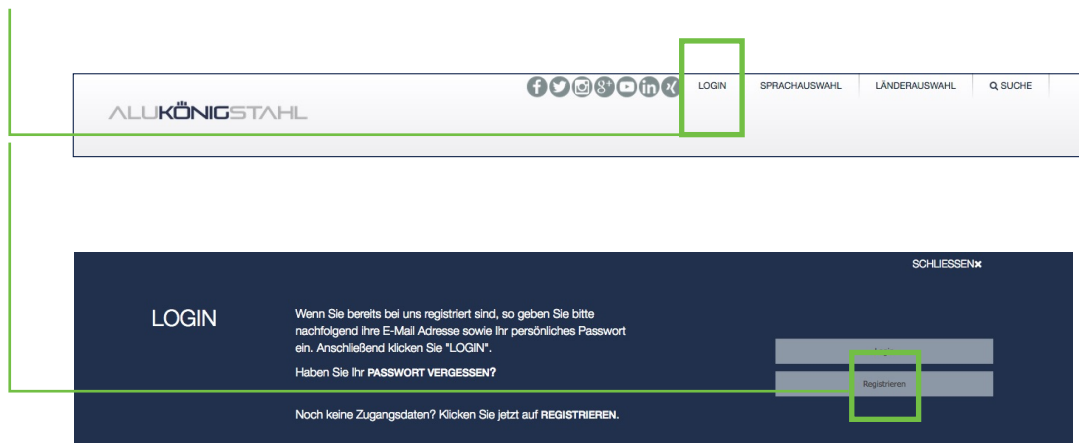 LOGIN SPRACHAUSWAHL LÄNDERAUSWAHL SUCHE
ALUKÖNIGSTAHL
SCHLIESSEN
LOGIN
Wenn Sie bereits bei uns registriert sind, so geben Sie bitte
nachfolgend ihre E-Mail Adresse sowie Ihr persönliches Passwort
ein. Anschließend klicken Sie "LOGIN".
Haben Sie Ihr PASSWORT VERGESSEN?
Noch keine Zugangsdaten? Klicken Sie jetzt auf REGISTRIEREN.
Registrieren